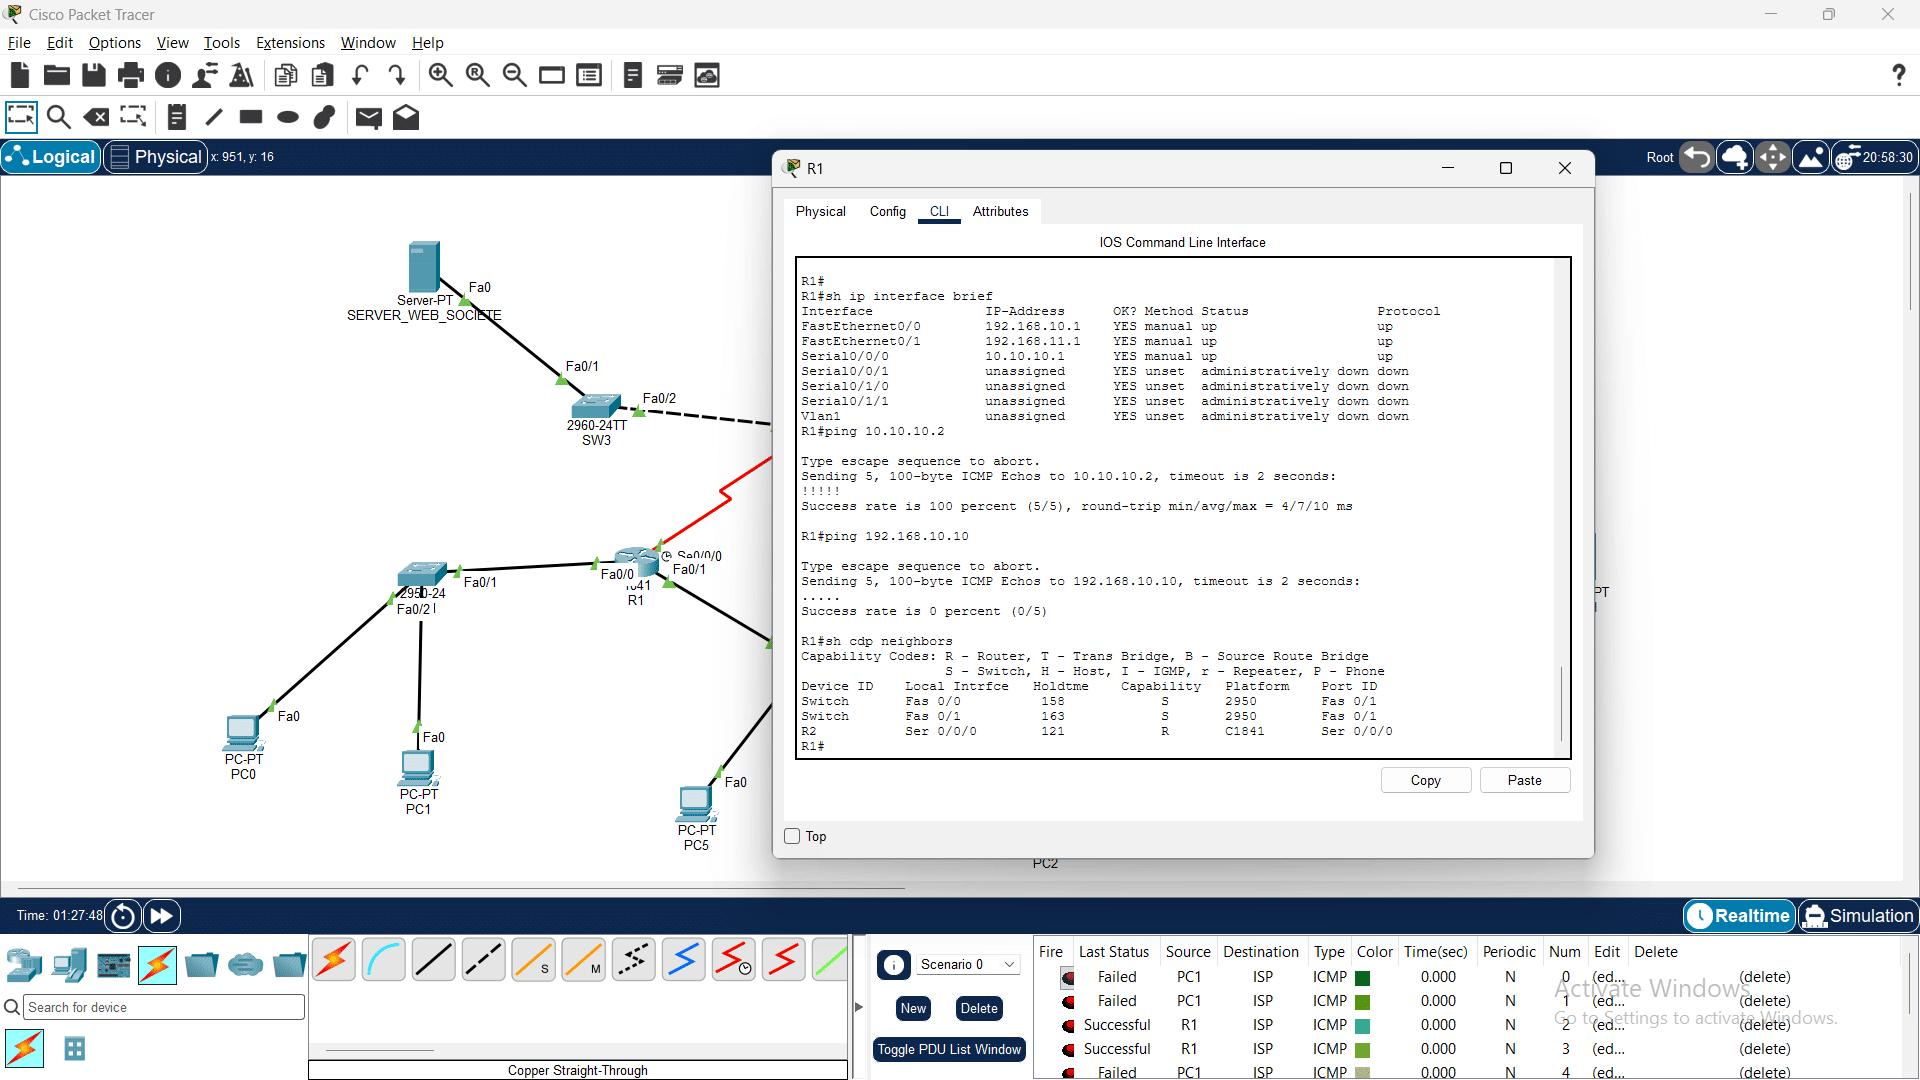 Cisco Packet Tracer
File Edit Options View Tools Extensions Window Help
Logical Physical x: 951, y: 16
Root 20:58:30
R1
Physical Config CLI Attributes
IOS Command Line Interface
R1#
R1#sh ip interface brief
Interface IP-Address OK? Method Status Protocol
FastEthernet0/0 192.168.10.1 YES manual up up
FastEthernet0/1 192.168.11.1 YES manual up up
Serial0/0/0 10.10.10.1 YES manual up up
Serial0/0/1 unassigned YES unset administratively down down
Serial0/1/0 unassigned YES unset administratively down down
Serial0/1/1 unassigned YES unset administratively down down
Vlan1 unassigned YES unset administratively down down
R1#ping 10.10.10.2
Type escape sequence to abort.
Sending 5, 100-byte ICMP Echos to 10.10.10.2, timeout is 2 seconds:
!!!!!
Success rate is 100 percent (5/5), round-trip min/avg/max = 4/7/10 ms
R1#ping 192.168.10.10
Type escape sequence to abort.
Sending 5, 100-byte ICMP Echos to 192.168.10.10, timeout is 2 seconds:
.....
Success rate is 0 percent (0/5)
R1#sh cdp neighbors
Capability Codes: R - Router, T - Trans Bridge, B - Source Route Bridge
S - Switch, H - Host, I - IGMP, r - Repeater, P - Phone
Device ID Local Intrfce Holdtme Capability Platform Port ID
Switch Fas 0/0 158 S 2950 Fas 0/1
Switch Fas 0/1 163 S 2950 Fas 0/1
R2 Ser 0/0/0 121 R C1841 Ser 0/0/0
R1#
Copy Paste
Top
Fa0
Server-PT
SERVER_WEB_SOCIETE
Fa0/1
Fa0/2
2960-24TT
SW3
Se0/0/0
Fa0/1
Fa0/0
R1
Fa0/1
2950-24
Fa0/2
Fa0
PC-PT
PC0
Fa0
PC-PT
PC1
Fa0
PC-PT
PC5
PT
PC2
Time: 01:27:48
Realtime Simulation
Search for device
S M
Copper Straight-Through
Scenario 0
New Delete
Toggle PDU List Window
Fire Last Status Source Destination Type Color Time(sec) Periodic Num Edit Delete
Failed PC1 ISP ICMP 0.000 N 0 (ed... (delete)
Failed PC1 ISP ICMP 0.000 N 1 (ed... (delete)
Successful R1 ISP ICMP 0.000 N 2 (ed... (delete)
Successful R1 ISP ICMP 0.000 N 3 (ed... (delete)
Failed PC1 ISP ICMP 0.000 N 4 (ed... (delete)
Activate Windows
Go to Settings to activate Windows.